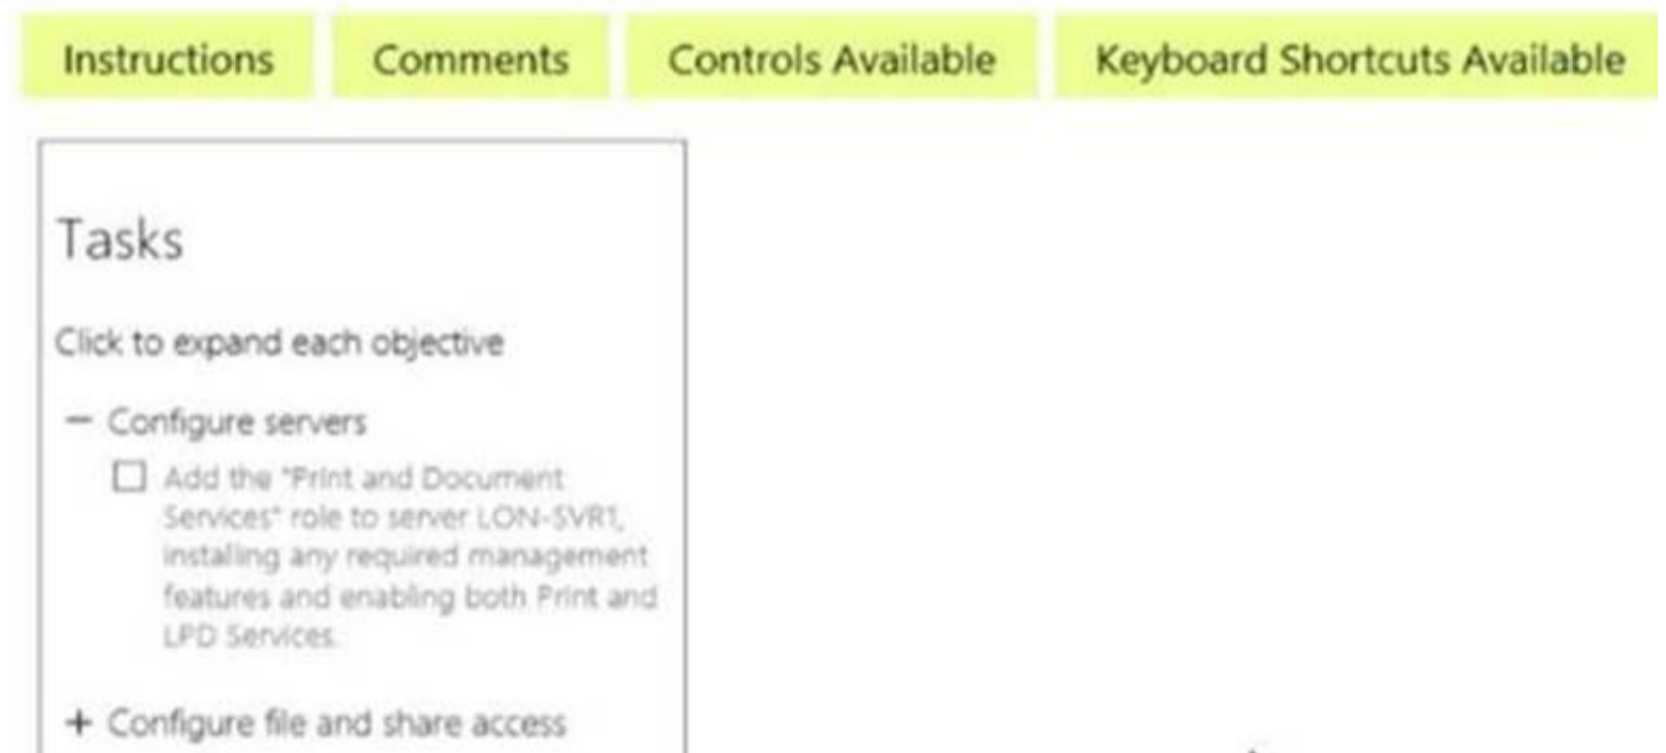 Instructions Comments Controls Available Keyboard Shortcuts Available
Tasks
Click to expand each objective
− Configure servers
Add the "Print and Document
Services" role to server LON-SVR1,
installing any required management
features and enabling both Print and
LPD Services.
+ Configure file and share access